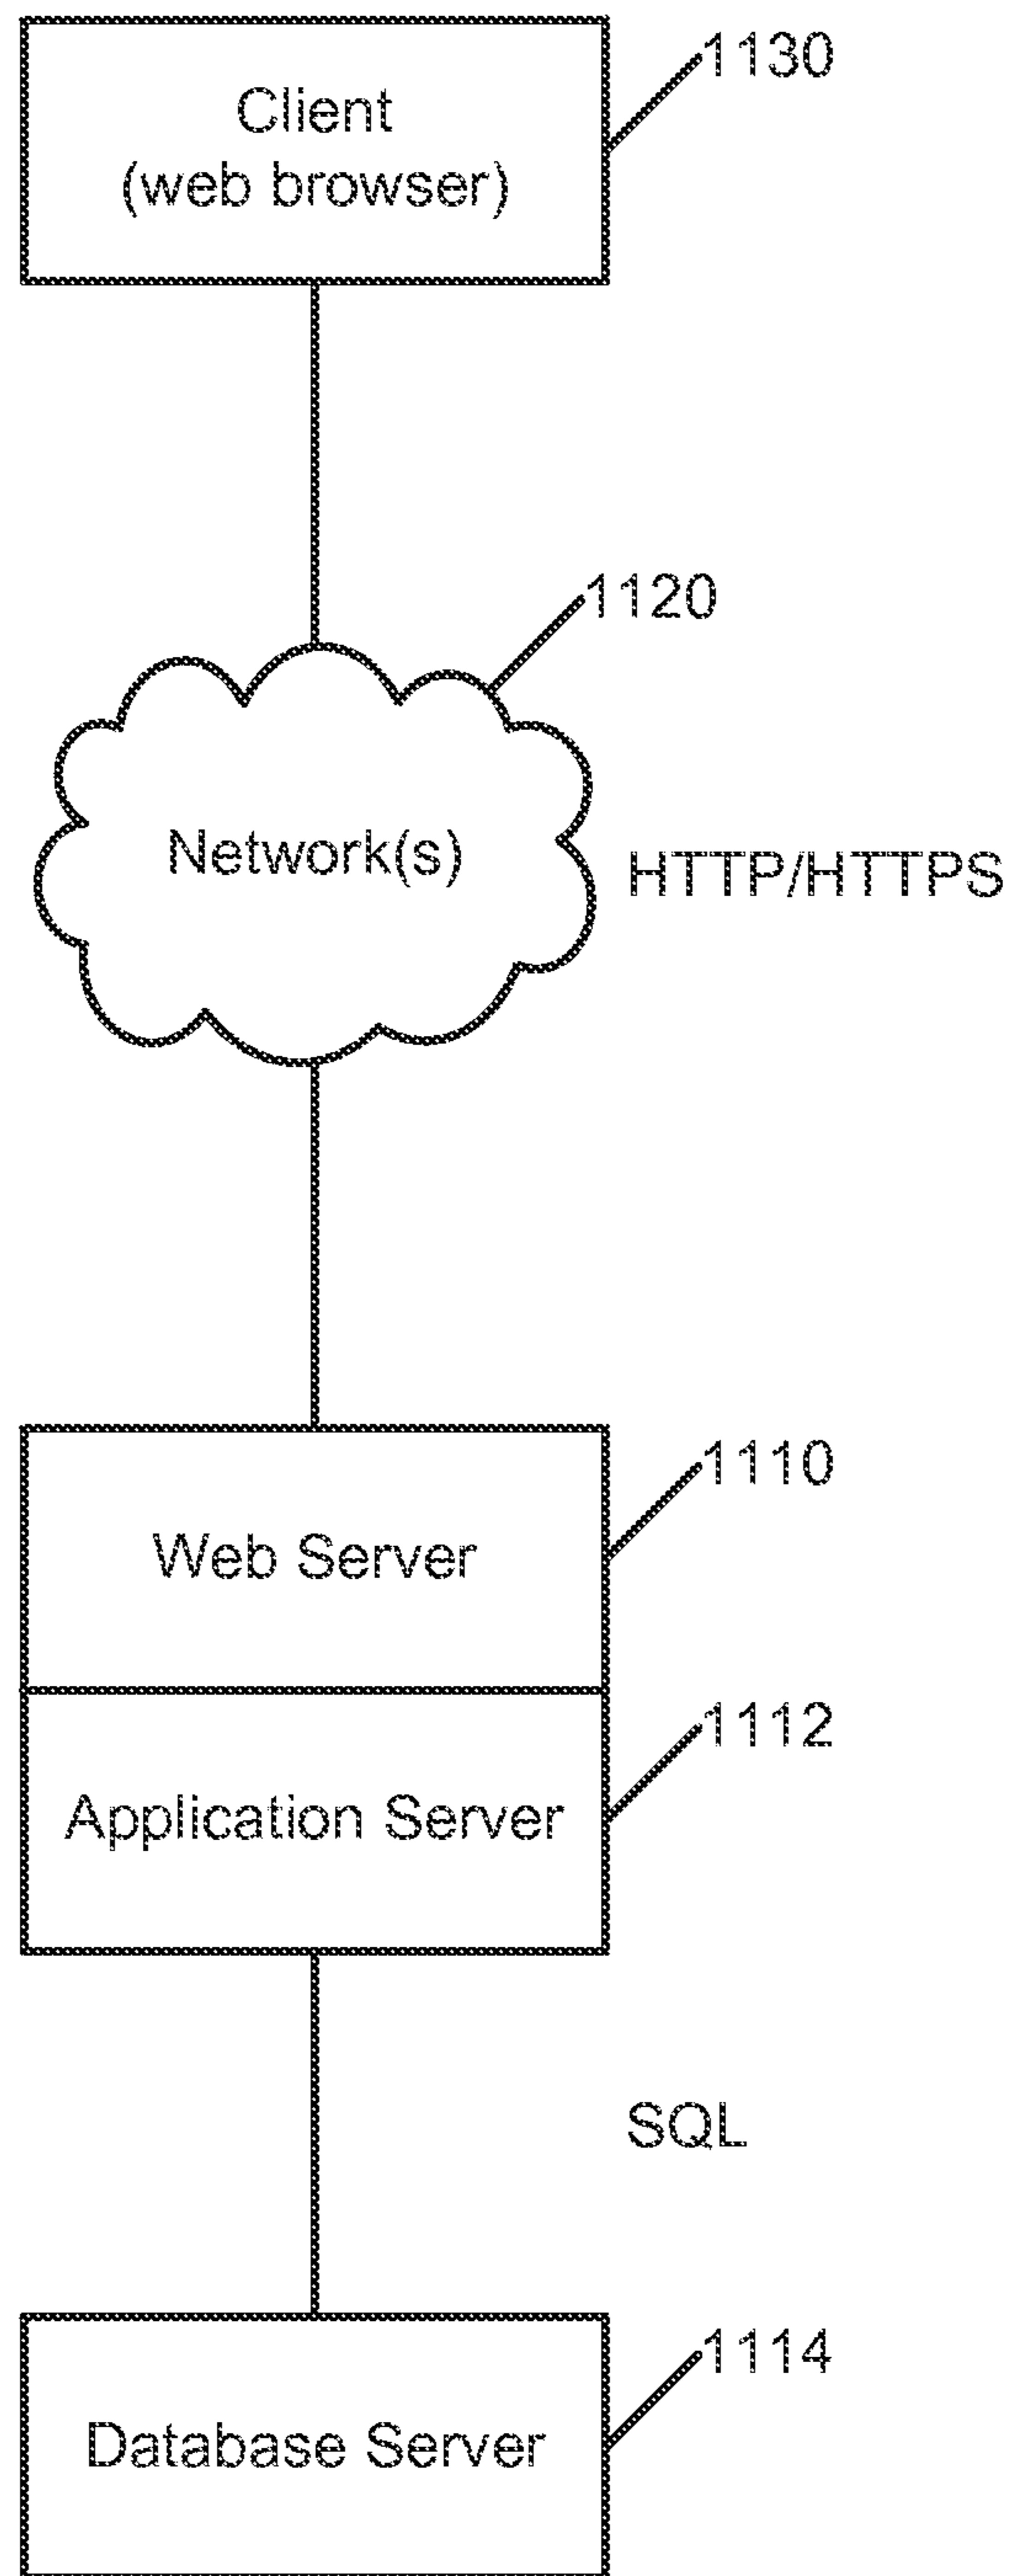 1130
Client
(web browser)
1120
Network(s)
HTTP/HTTPS
1110
Web Server
1112
Application Server
SQL
1114
Database Server